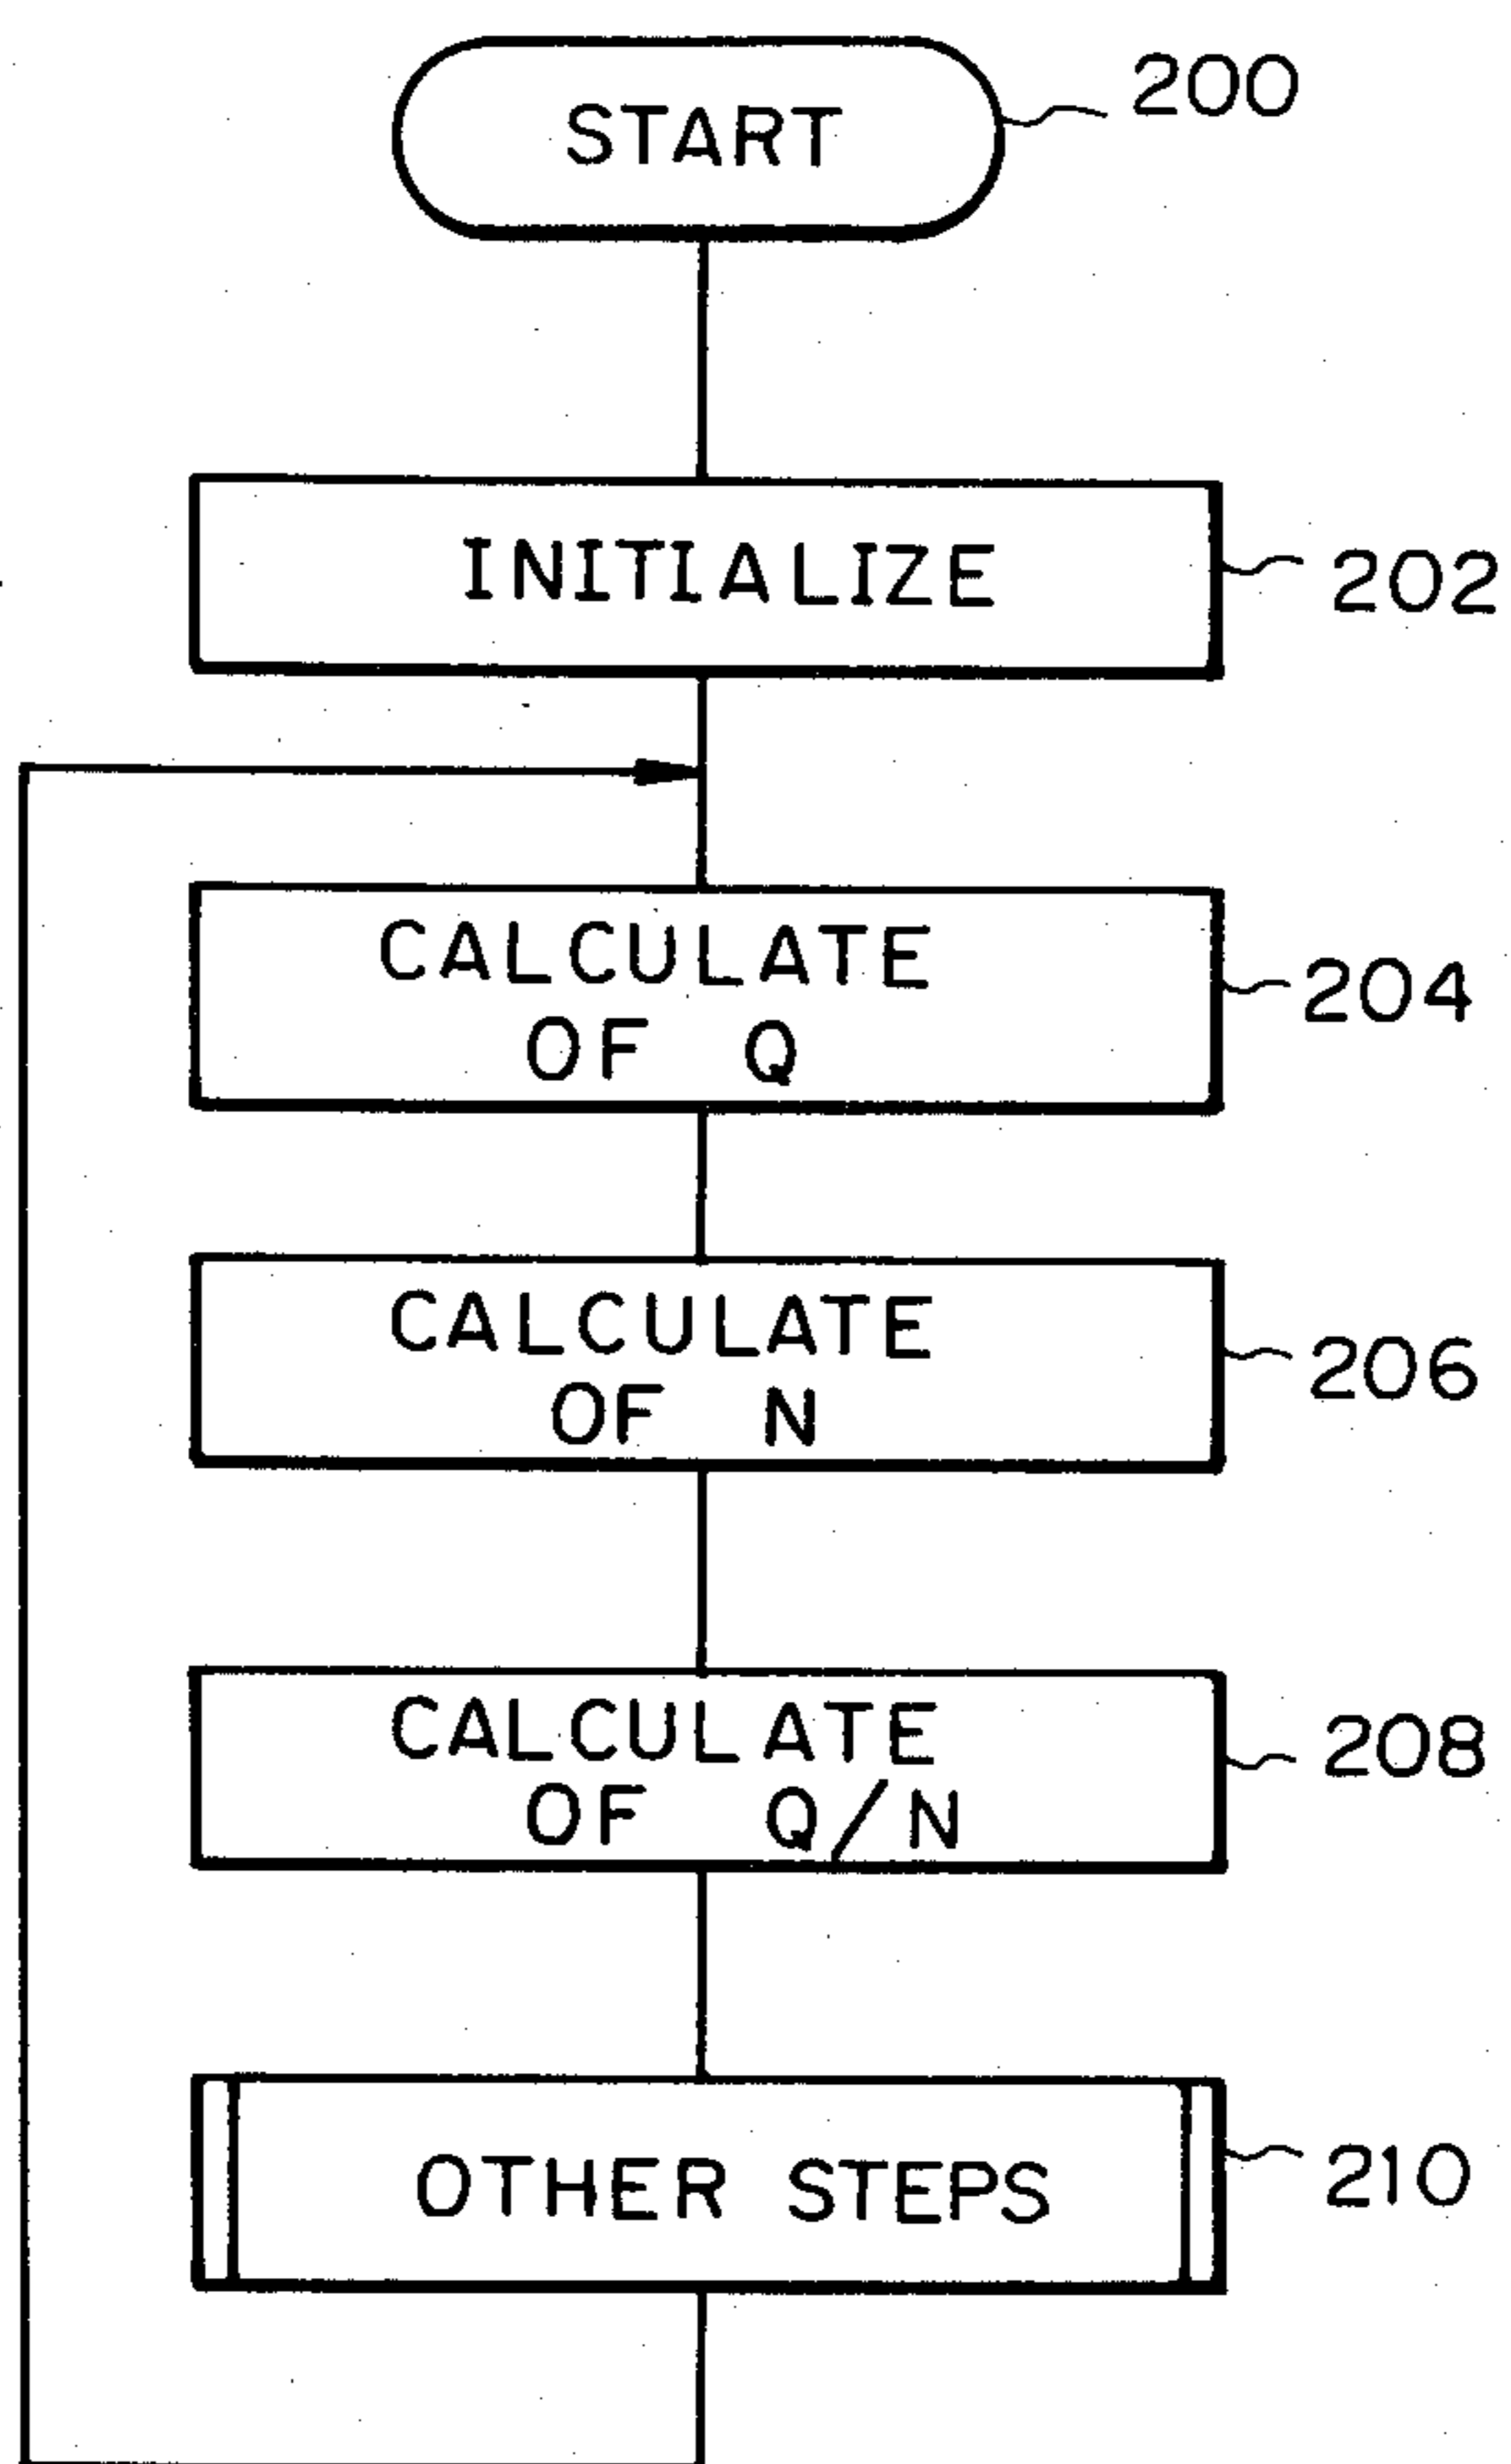 START
200
INITIALIZE
202
CALCULATE
OF Q
204
CALCULATE
OF N
206
CALCULATE
OF Q/N
208
OTHER STEPS
210